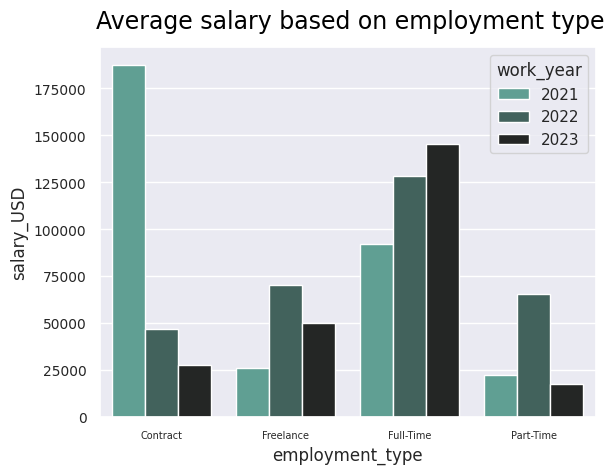 Average salary based on employment type
work_year
2021
2022
2023
salary_USD
175000
150000
125000
100000
75000
50000
25000
0
Contract Freelance Full-Time Part-Time
employment_type